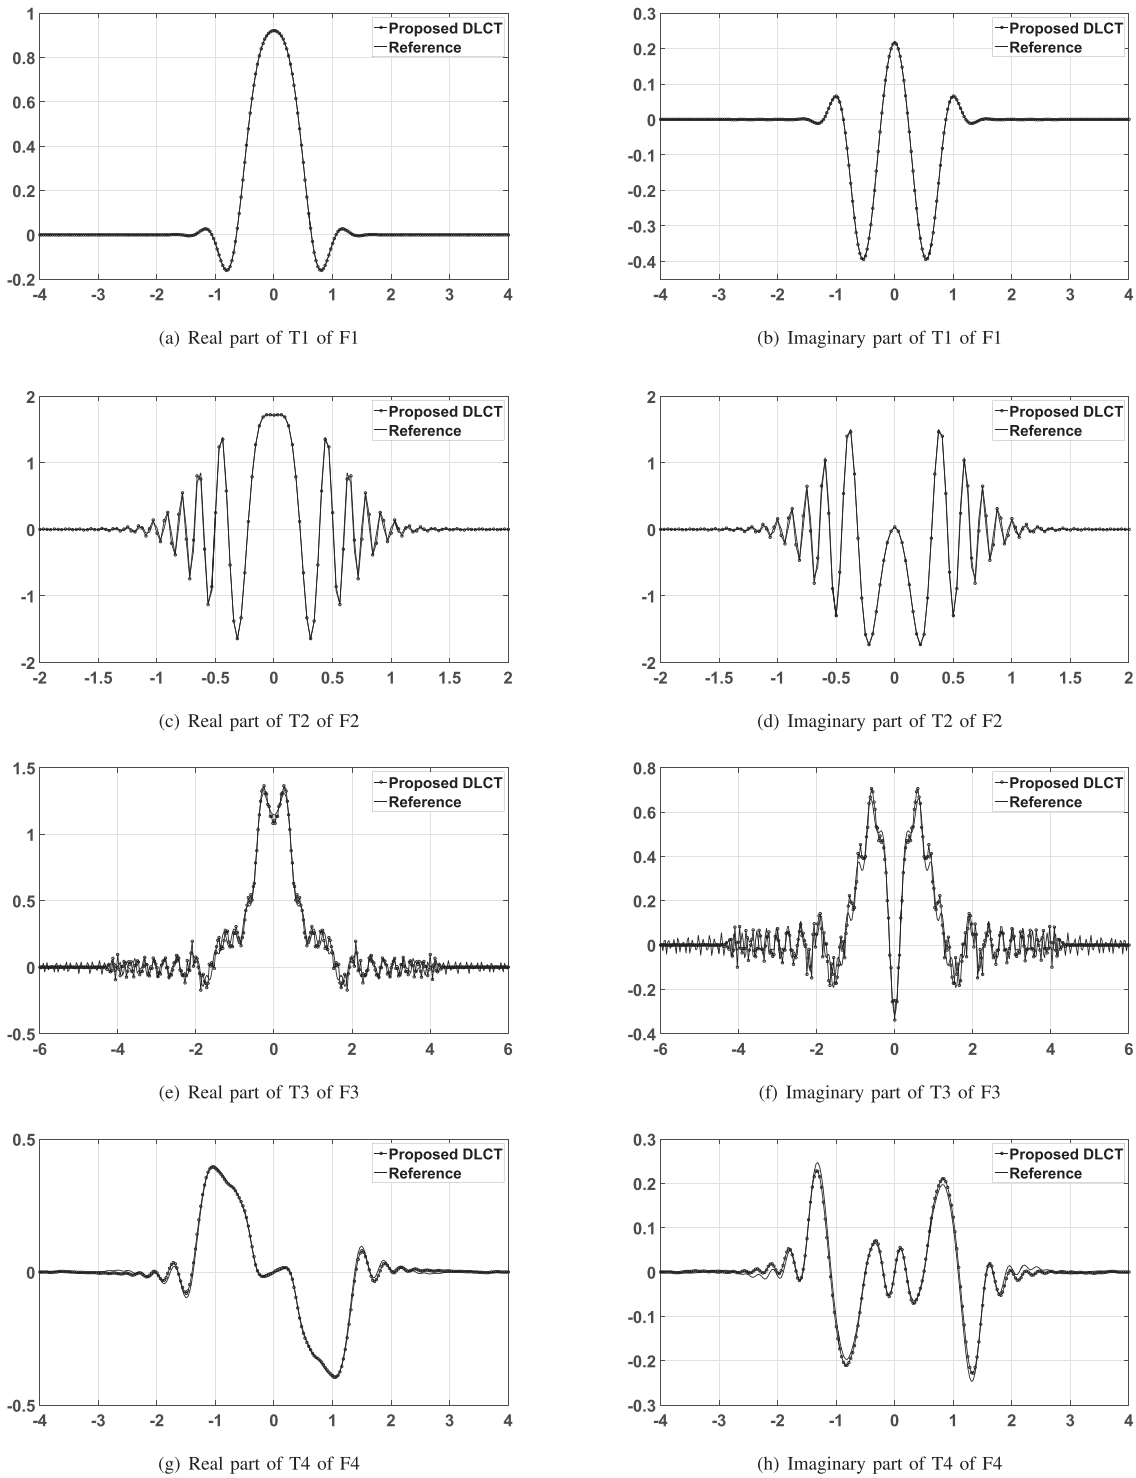 1
0.8
0.6
0.4
0.2
0
-0.2
-4 -3 -2 -1 0 1 2 3 4
Proposed DLCT
Reference
(a) Real part of T1 of F1
0.3
0.2
0.1
0
-0.1
-0.2
-0.3
-0.4
-4 -3 -2 -1 0 1 2 3 4
Proposed DLCT
Reference
(b) Imaginary part of T1 of F1
2
1
0
-1
-2
-2 -1.5 -1 -0.5 0 0.5 1 1.5 2
Proposed DLCT
Reference
(c) Real part of T2 of F2
2
1
0
-1
-2
-2 -1.5 -1 -0.5 0 0.5 1 1.5 2
Proposed DLCT
Reference
(d) Imaginary part of T2 of F2
1.5
1
0.5
0
-0.5
-6 -4 -2 0 2 4 6
Proposed DLCT
Reference
(e) Real part of T3 of F3
0.8
0.6
0.4
0.2
0
-0.2
-0.4
-6 -4 -2 0 2 4 6
Proposed DLCT
Reference
(f) Imaginary part of T3 of F3
0.5
0
-0.5
-4 -3 -2 -1 0 1 2 3 4
Proposed DLCT
Reference
(g) Real part of T4 of F4
0.3
0.2
0.1
0
-0.1
-0.2
-0.3
-4 -3 -2 -1 0 1 2 3 4
Proposed DLCT
Reference
(h) Imaginary part of T4 of F4